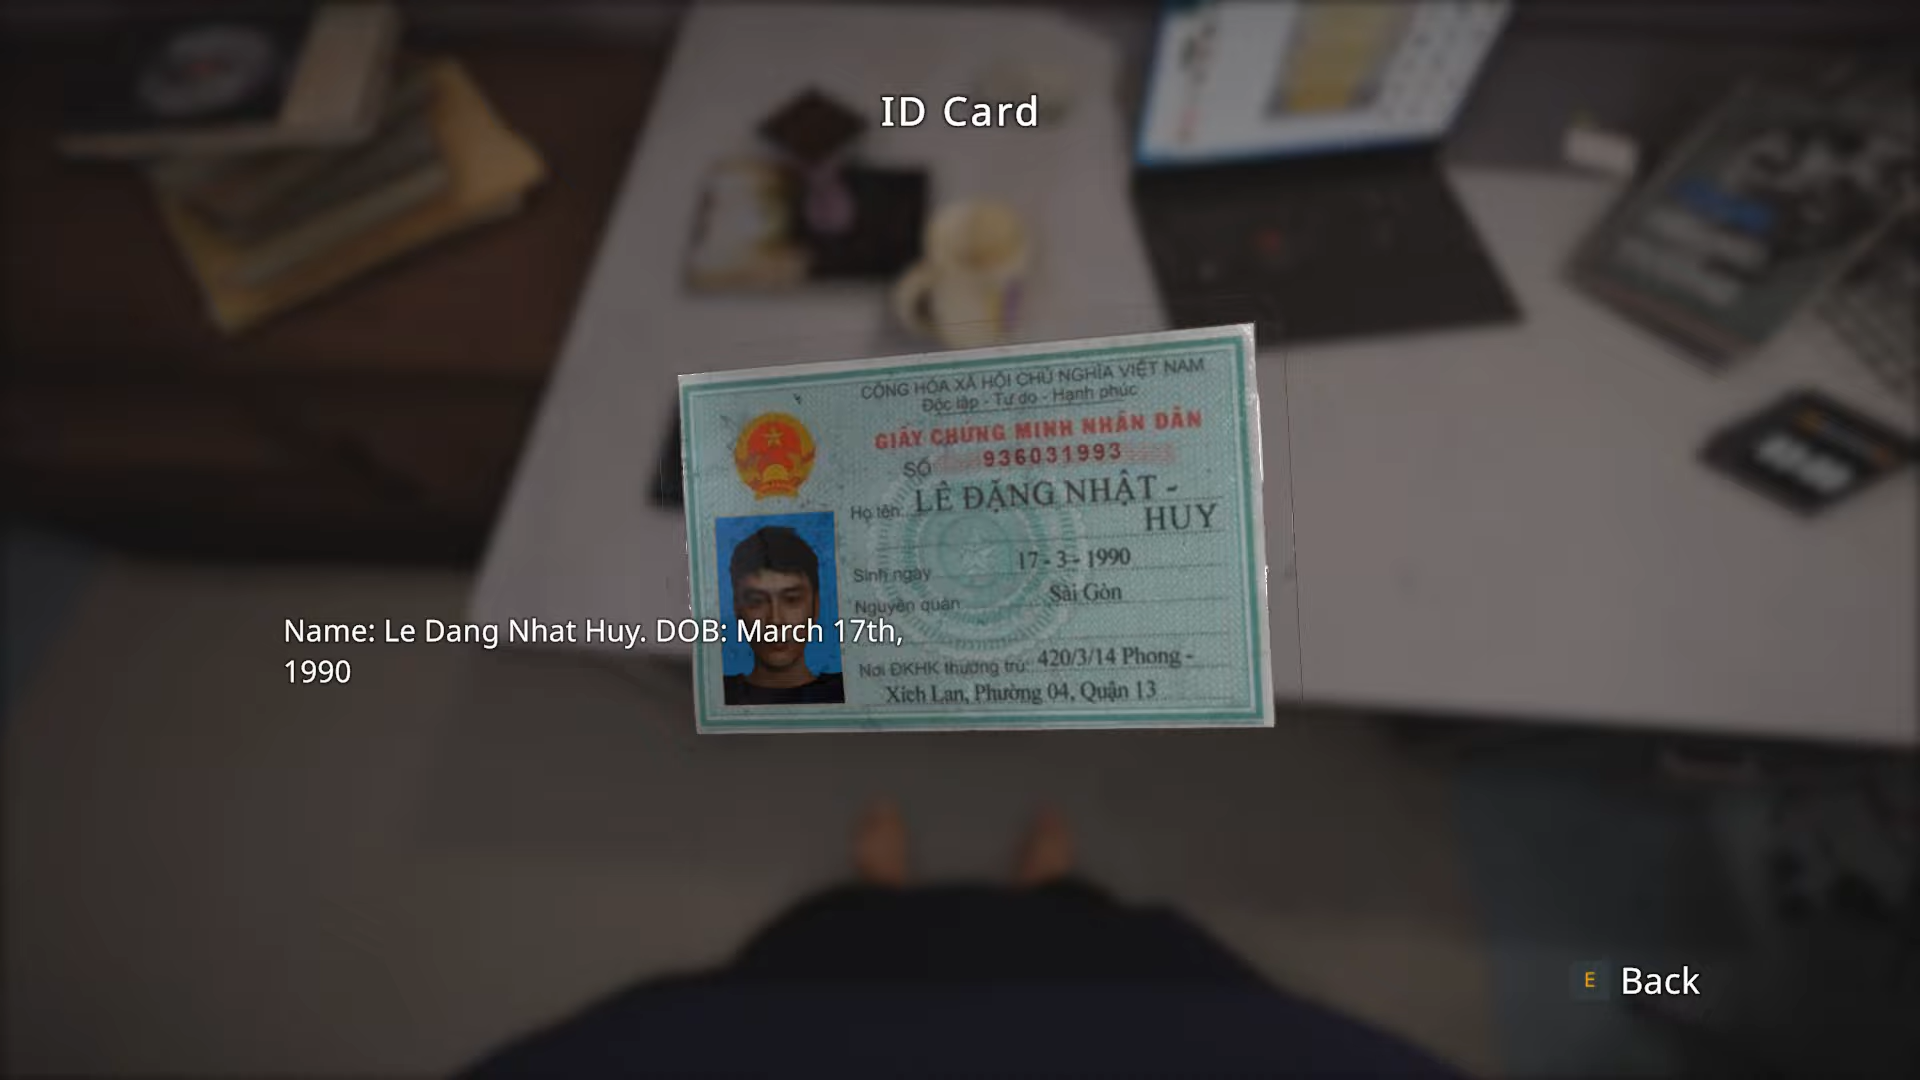 ID Card
CỘNG HÒA XÃ HỘI CHỦ NGHĨA VIỆT NAM
Độc lập - Tự do - Hạnh phúc
GIẤY CHỨNG MINH NHÂN DÂN
SỐ 936031993
Họ tên: LÊ ĐẶNG NHẬT -
HUY
Sinh ngày 17 - 3 - 1990
Nguyên quán Sài Gòn
Name: Le Dang Nhat Huy. DOB: March 17th,
1990
Nơi ĐKHK thường trú: 420/3/14 Phong -
Xích Lan, Phường 04, Quận 13
E Back